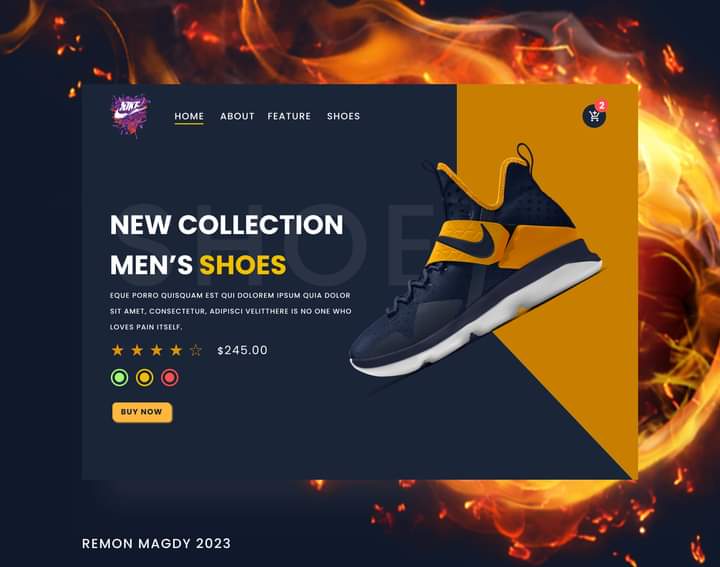 NIKE
HOME ABOUT FEATURE SHOES
2
SHOES
NEW COLLECTION
MEN’S SHOES
EQUE PORRO QUISQUAM EST QUI DOLOREM IPSUM QUIA DOLOR
SIT AMET, CONSECTETUR, ADIPISCI VELITTHERE IS NO ONE WHO
LOVES PAIN ITSELF.
$245.00
BUY NOW
REMON MAGDY 2023